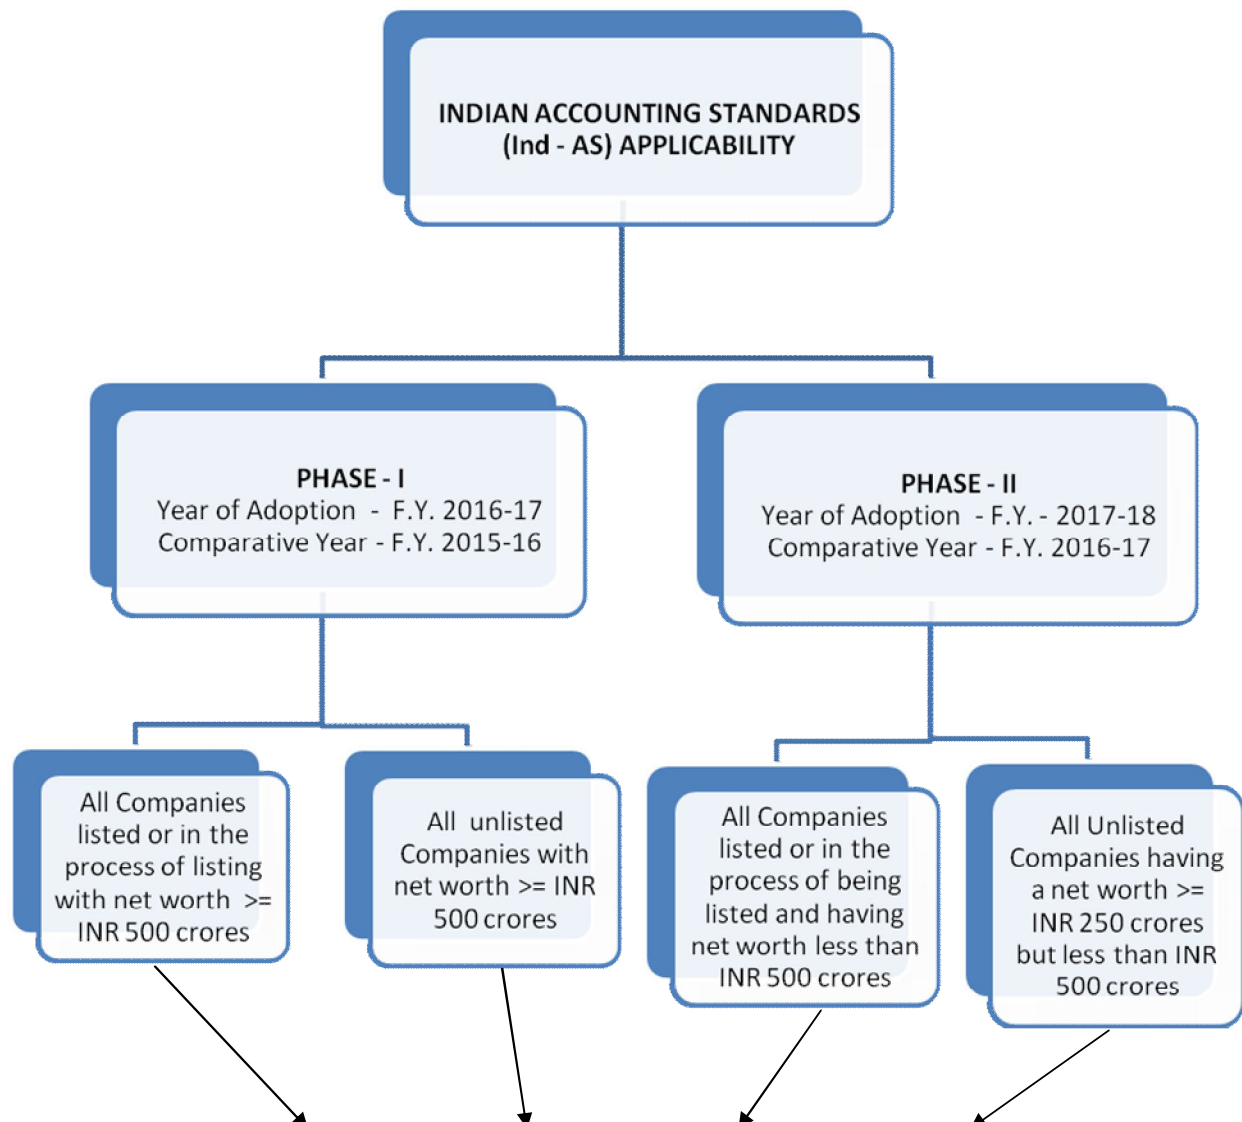 INDIAN ACCOUNTING STANDARDS
(Ind - AS) APPLICABILITY
PHASE - I
Year of Adoption - F.Y. 2016-17
Comparative Year - F.Y. 2015-16
PHASE - II
Year of Adoption - F.Y. - 2017-18
Comparative Year - F.Y. 2016-17
All Companies
listed or in the
process of listing
with net worth >=
INR 500 crores
All unlisted
Companies with
net worth >= INR
500 crores
All Companies
listed or in the
process of being
listed and having
net worth less than
INR 500 crores
All Unlisted
Companies having
a net worth >=
INR 250 crores
but less than INR
500 crores